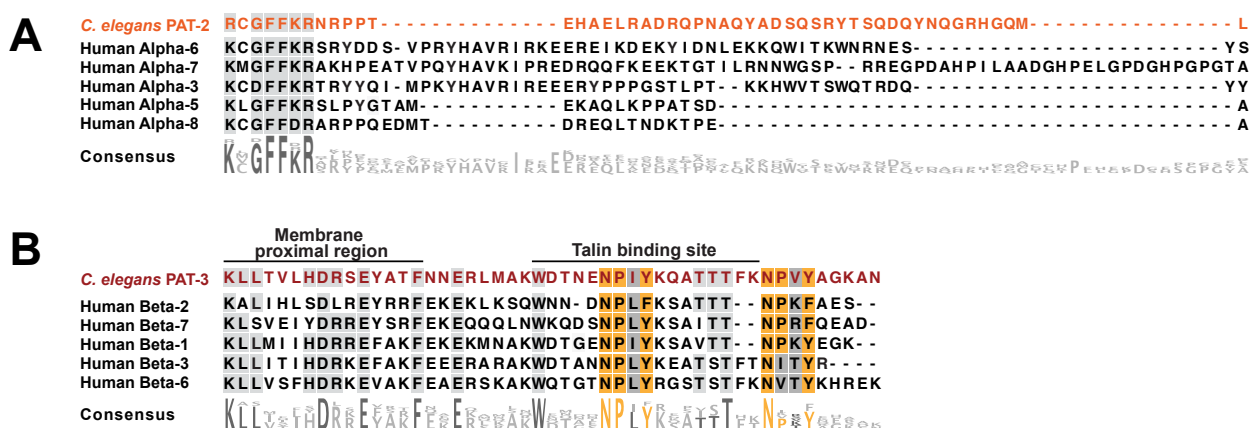 A
C. elegans PAT-2 RCGFFKRNRPPT--------------EHAELRADRQPNAQYADSQSRYTSQDQYNQGRHGQM----------------L
Human Alpha-6 KCGFFKRSRYDDS-VPRYHAVRIRKEEREIKDEKYIDNLEKKQWITKWNRNES------------------------YS
Human Alpha-7 KMGFFKRAKHPEATVPQYHAVKIPREDRQQFKEEKTGTILRNNWGSP--RREGPDAHPILAADGHPELGPDGHPGPGTA
Human Alpha-3 KCDFFKRTRYYQI-MPKYHAVRIREEERYPPPGSTLPT--KKHWVTSWQTRDQ------------------------YY
Human Alpha-5 KLGFFKRSLPYGTAM-----------EKAQLKPPATSD----------------------------------------A
Human Alpha-8 KCGFFDRARPPQEDMT----------DREQLTNDKTPE----------------------------------------A
Consensus
B
Membrane proximal region
Talin binding site
C. elegans PAT-3 KLLTVLHDRSEYATFNNERLMAKWDTNENPIYKQATTTFKNPVYAGKAN
Human Beta-2 KALIHLSDLREYRRFEKEKLKSQWNN-DNPLFKSATTT--NPKFAES--
Human Beta-7 KLSVEIYDRREYSRFEKEQQQLNWKQDSNPLYKSAITT--NPRFQEAD-
Human Beta-1 KLLMIIHDRREFAKFEKEKMNAKWDTGENPIYKSAVTT--NPKYEGK--
Human Beta-3 KLLITIHDRKEFAKFEEERARAKWDTANNPLYKEATSTFTNITYR----
Human Beta-6 KLLVSFHDRKEVAKFEAERSKAKWQTGTNPLYRGSTSTFKNVTYKHREK
Consensus